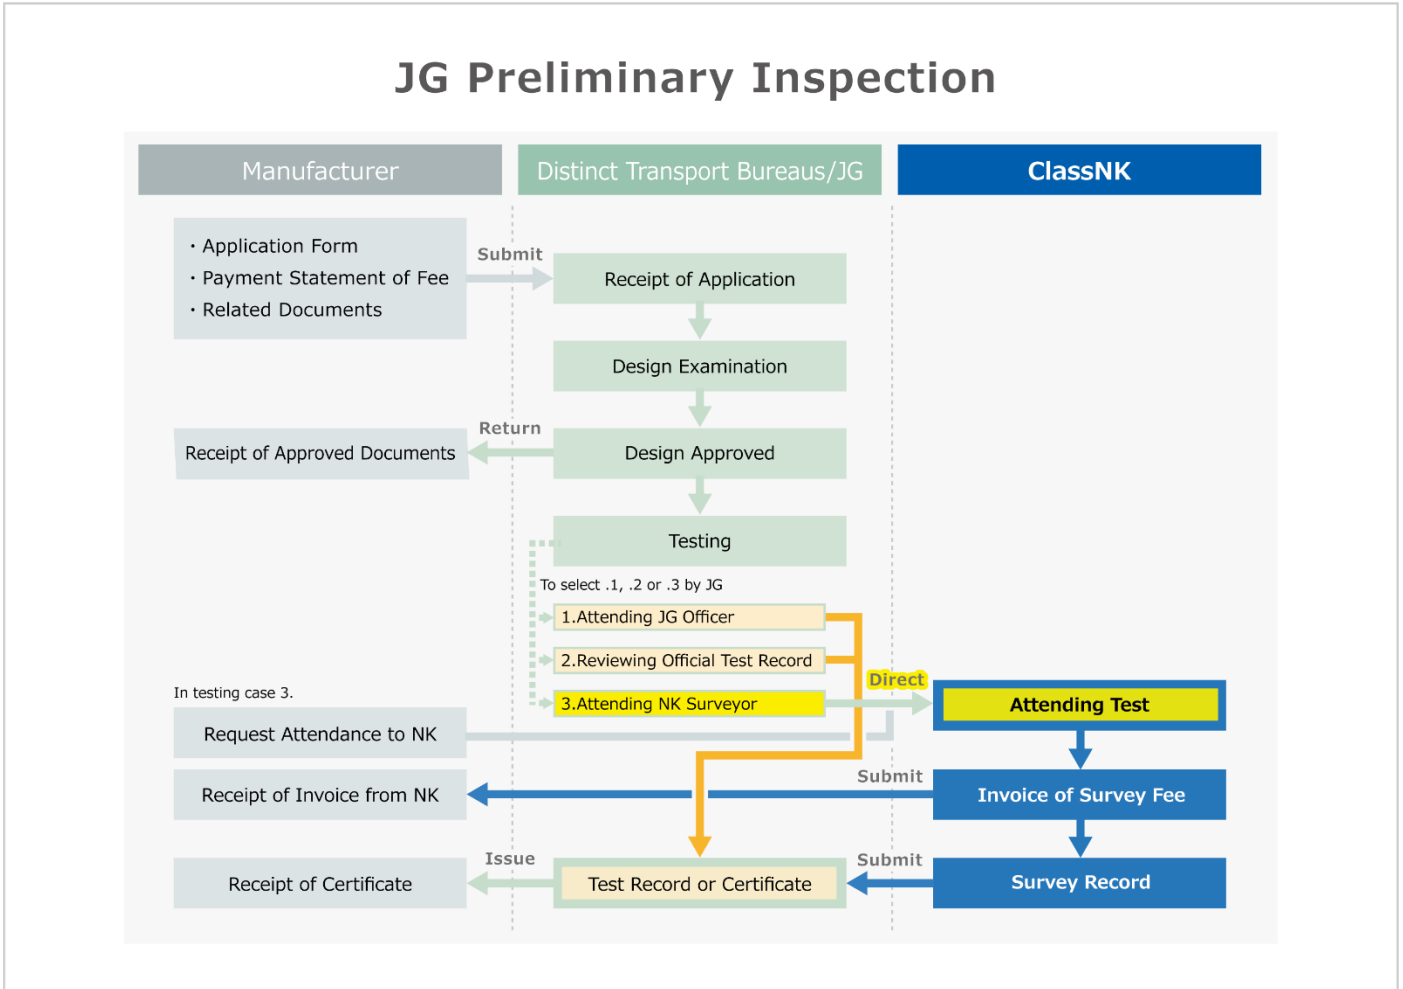 JG Preliminary Inspection
Manufacturer
Distinct Transport Bureaus/JG
ClassNK
・Application Form
・Payment Statement of Fee
・Related Documents
Submit
Receipt of Application
Design Examination
Return
Receipt of Approved Documents
Design Approved
Testing
To select .1, .2 or .3 by JG
1.Attending JG Officer
2.Reviewing Official Test Record
3.Attending NK Surveyor
Direct
Attending Test
In testing case 3.
Request Attendance to NK
Submit
Receipt of Invoice from NK
Invoice of Survey Fee
Issue
Submit
Receipt of Certificate
Test Record or Certificate
Survey Record